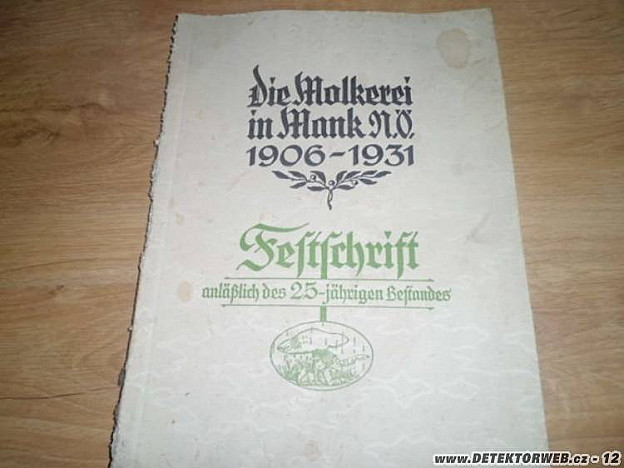 Die Molkerei
in Mank N.Ö.
1906-1931
Festschrift
anläßlich des 25-jährigen Bestandes
www.DETEKTORWEB.cz - 12